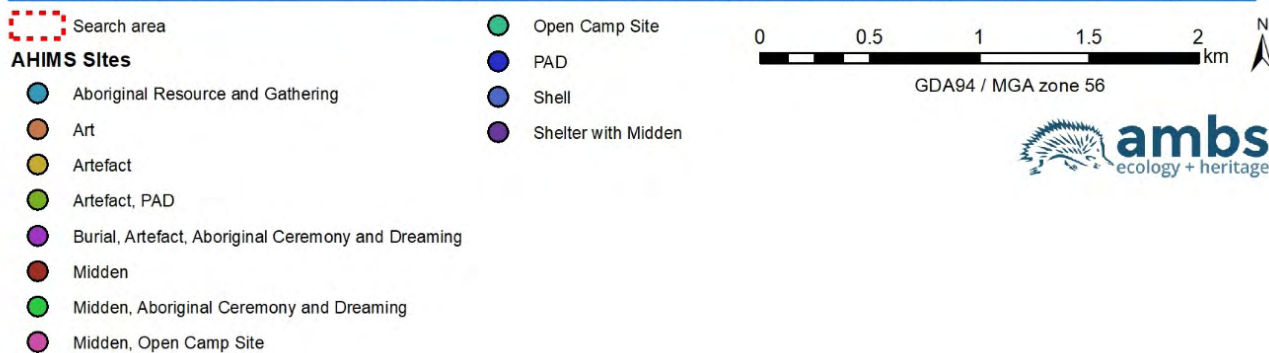 Search area
AHIMS Sites
Aboriginal Resource and Gathering
Art
Artefact
Artefact, PAD
Burial, Artefact, Aboriginal Ceremony and Dreaming
Midden
Midden, Aboriginal Ceremony and Dreaming
Midden, Open Camp Site
Open Camp Site
PAD
Shell
Shelter with Midden
0 0.5 1 1.5 2
km
GDA94 / MGA zone 56
N
ambs
ecology + heritage